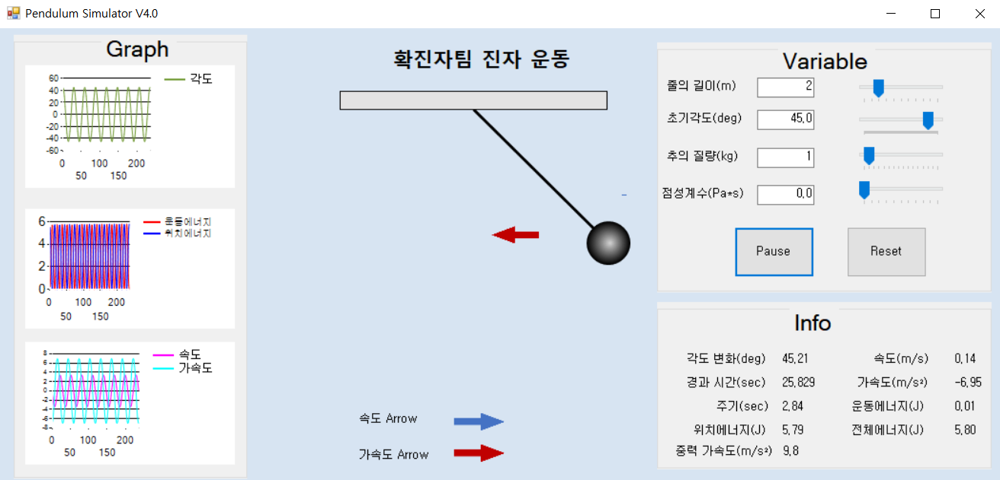 Pendulum Simulator V4.0
Graph
각도
60
40
20
0
-20
-40
-60
0 100 200
50 150
운동에너지
위치에너지
6
4
2
0
0 100 200
50 150
속도
가속도
8
6
4
2
0
-2
-4
-6
-8
0 100 200
50 150
확진자팀 진자 운동
속도 Arrow
가속도 Arrow
Variable
줄의 길이(m) 2
초기각도(deg) 45.0
추의 질량(kg) 1
점성계수(Pa*s) 0.0
Pause Reset
Info
각도 변화(deg) 45.21 속도(m/s) 0.14
경과 시간(sec) 25.829 가속도(m/s²) -6.95
주기(sec) 2.84 운동에너지(J) 0.01
위치에너지(J) 5.79 전체에너지(J) 5.80
중력 가속도(m/s²) 9.8